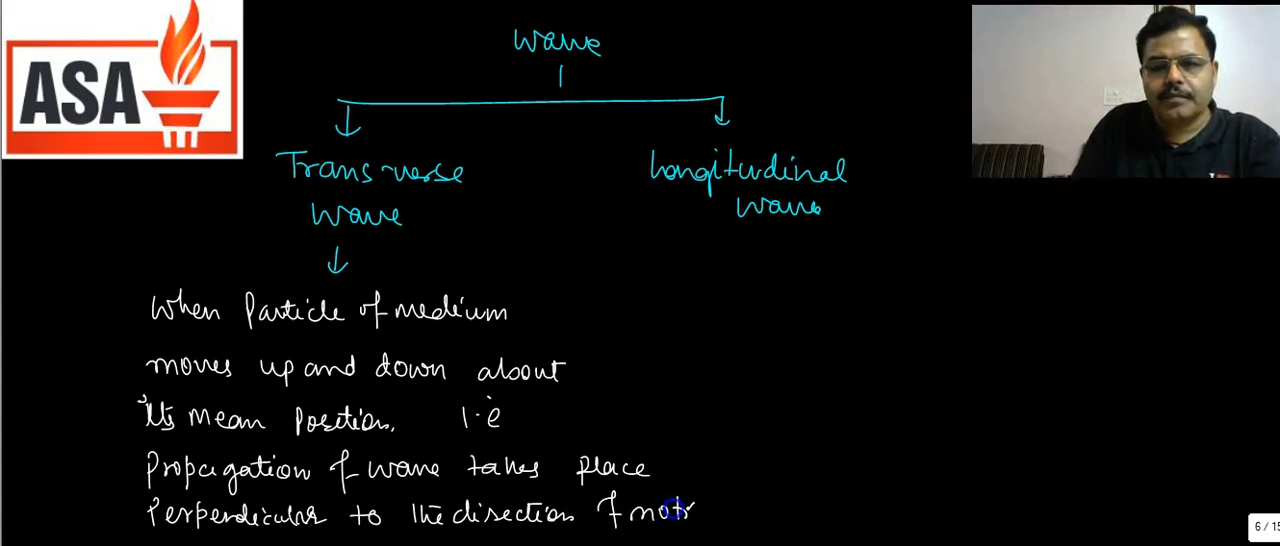 ASA
wave
Transverse
wave
Longitudinal
wave
When Particle of medium
moves up and down about
its mean position. i.e
Propagation of wave takes place
Perpendicular to the direction of
6 / 15